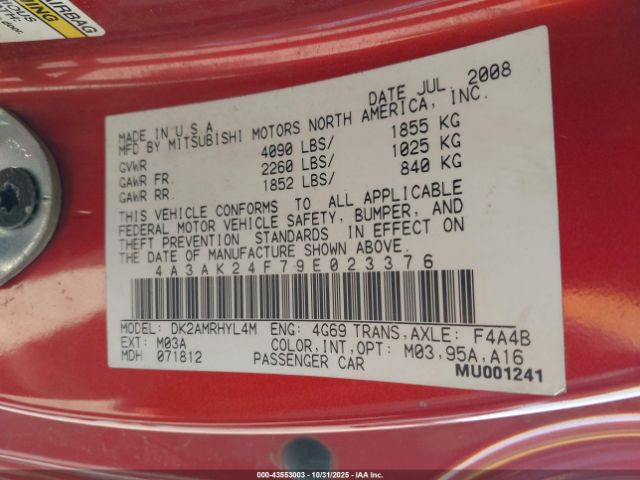 AIRBAG
DATE JUL 2008
MADE IN U.S.A
MFD BY MITSUBISHI MOTORS NORTH AMERICA, INC.
GVWR 4090 LBS/ 1855 KG
GAWR FR. 2260 LBS/ 1025 KG
GAWR RR. 1852 LBS/ 840 KG
THIS VEHICLE CONFORMS TO ALL APPLICABLE
FEDERAL MOTOR VEHICLE SAFETY, BUMPER, AND
THEFT PREVENTION STANDARDS IN EFFECT ON
THE DATE OF MANUFACTURE SHOWN ABOVE.
4A3AK24F79E023376
MODEL: DK2AMRHYL4M ENG: 4G69 TRANS,AXLE: F4A4B
EXT: M03A COLOR,INT,OPT: M03,95A,A16
MDH 071812 PASSENGER CAR
MU001241
000-43553003 - 10/31/2025 - IAA Inc.